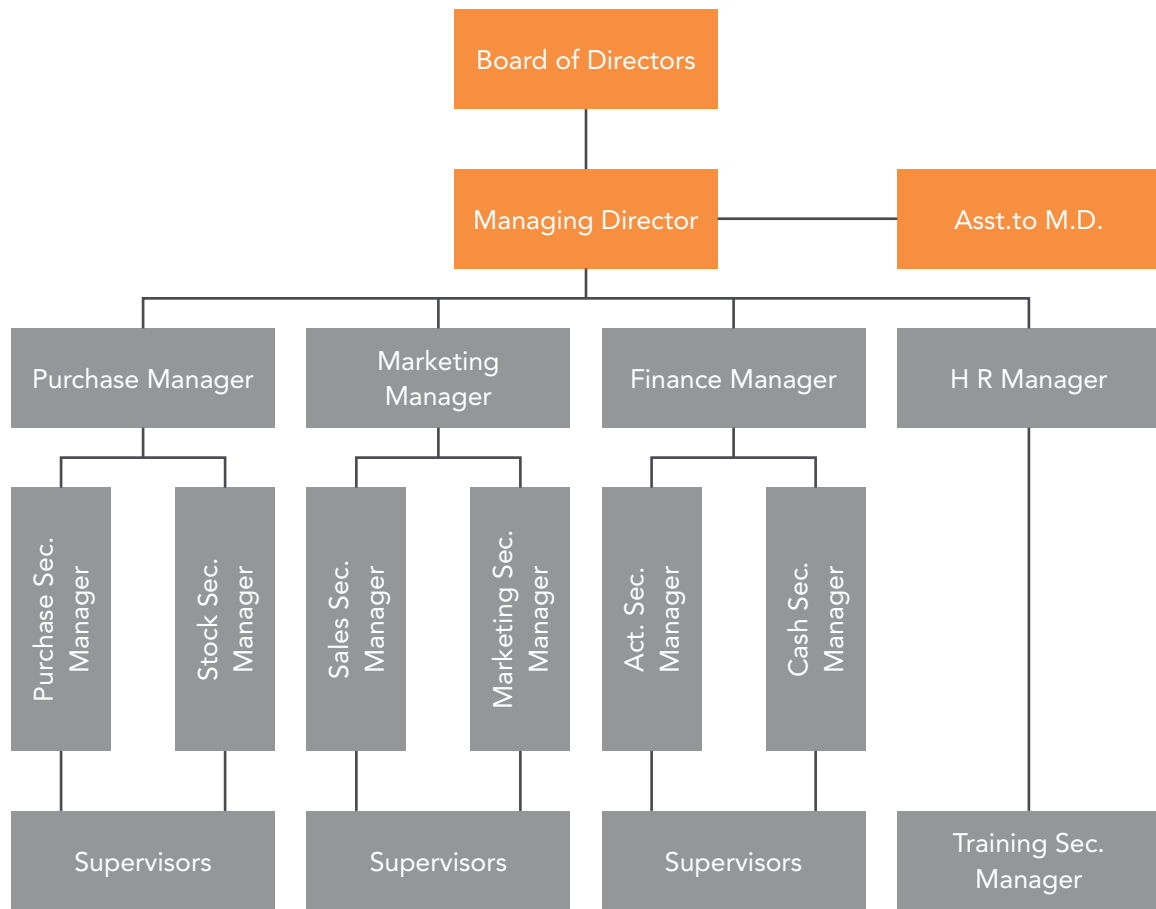 Board of Directors
Managing Director
Asst.to M.D.
Purchase Manager
Marketing
Manager
Finance Manager
H R Manager
Purchase Sec.
Manager
Stock Sec.
Manager
Sales Sec.
Manager
Marketing Sec.
Manager
Act. Sec.
Manager
Cash Sec.
Manager
Supervisors
Supervisors
Supervisors
Training Sec.
Manager